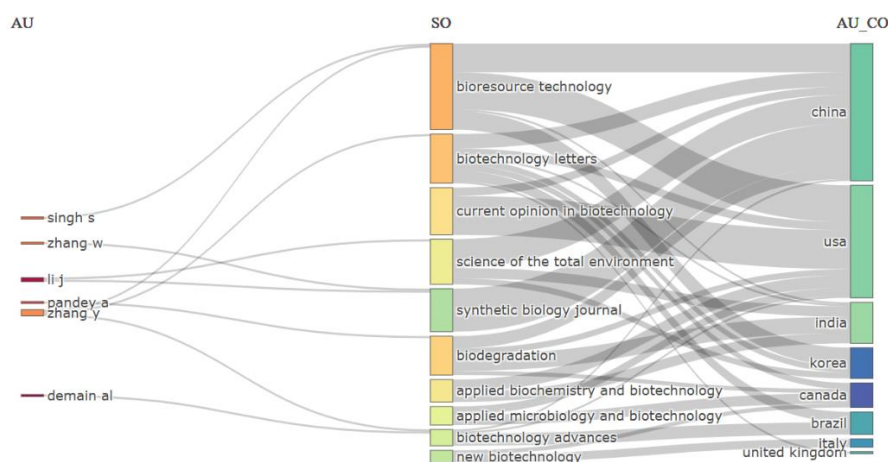 AU SO AU_CO
singh s
zhang w
li j
pandey a
zhang y
demain al
bioresource technology
biotechnology letters
current opinion in biotechnology
science of the total environment
synthetic biology journal
biodegradation
applied biochemistry and biotechnology
applied microbiology and biotechnology
biotechnology advances
new biotechnology
china
usa
india
korea
canada
brazil
italy
united kingdom